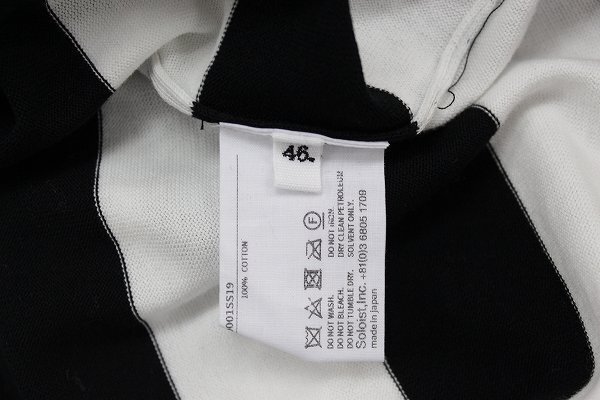 46.
0001SS19
100% COTTON
DO NOT WASH.
DO NOT BLEACH.
DO NOT TUMBLE DRY.
DO NOT IRON.
DRY CLEAN PETROLEUM
SOLVENT ONLY.
Soloist,Inc. +81(0)3 6805 1709
made in japan